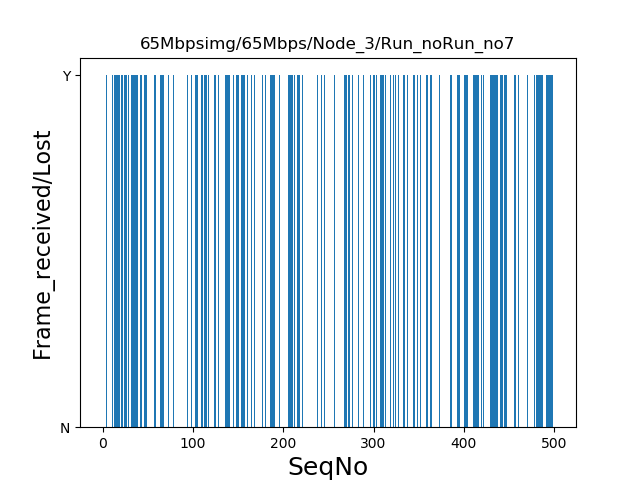 65Mbpsimg/65Mbps/Node_3/Run_noRun_no7
Y
Frame_received/Lost
N
0 100 200 300 400 500
SeqNo